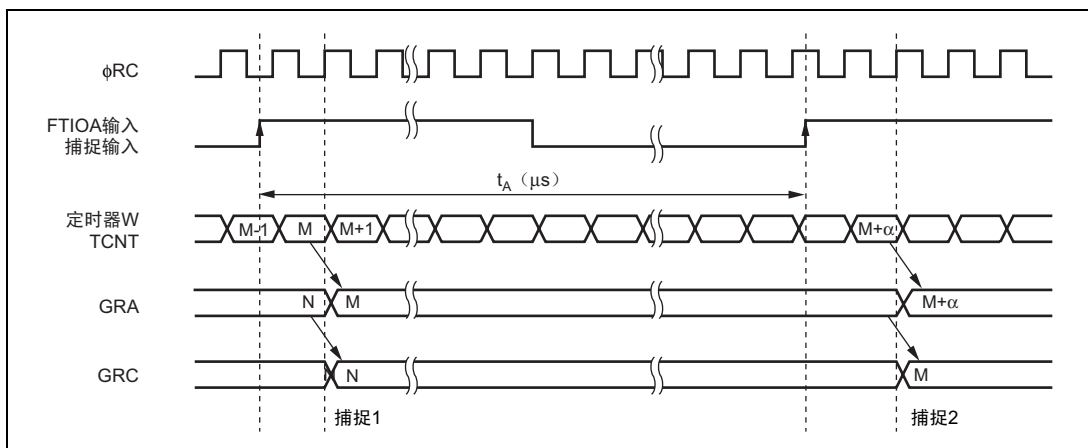 φRC
FTIOA输入
捕捉输入
tA（μs）
定时器W
TCNT
M-1 M M+1 M+α
GRA
N M M+α
GRC
N M
捕捉1 捕捉2